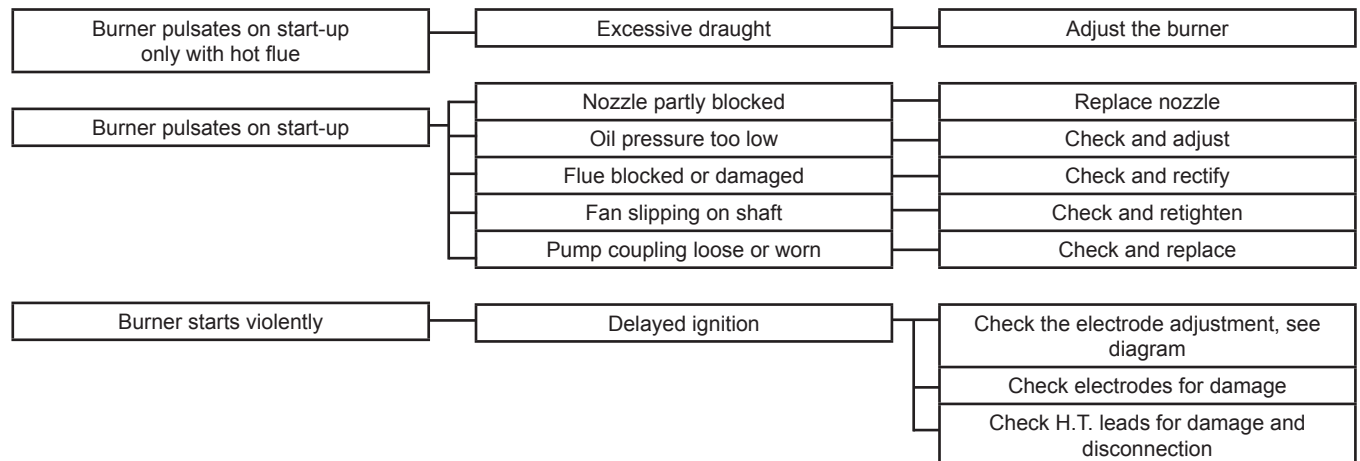 Burner pulsates on start-up
only with hot flue
Excessive draught
Adjust the burner
Burner pulsates on start-up
Nozzle partly blocked
Replace nozzle
Oil pressure too low
Check and adjust
Flue blocked or damaged
Check and rectify
Fan slipping on shaft
Check and retighten
Pump coupling loose or worn
Check and replace
Burner starts violently
Delayed ignition
Check the electrode adjustment, see
diagram
Check electrodes for damage
Check H.T. leads for damage and
disconnection